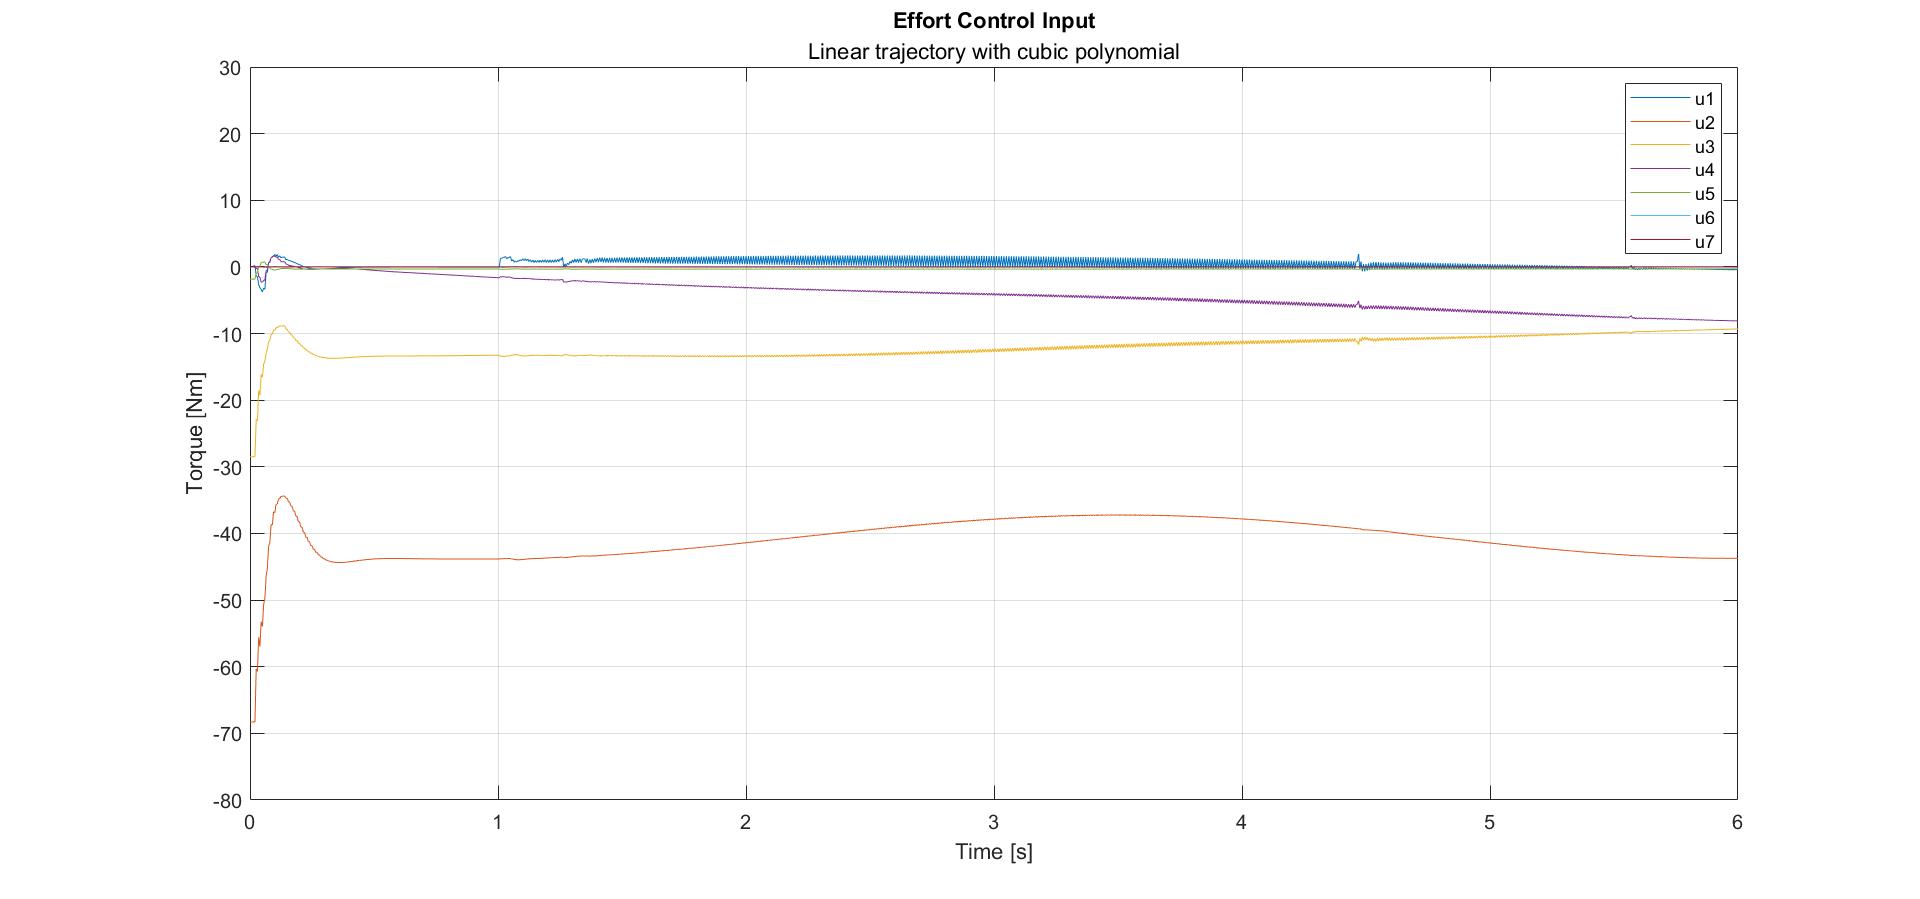 Effort Control Input
Linear trajectory with cubic polynomial
30
20
10
0
-10
-20
-30
-40
-50
-60
-70
-80
Torque [Nm]
u1
u2
u3
u4
u5
u6
u7
0 1 2 3 4 5 6
Time [s]